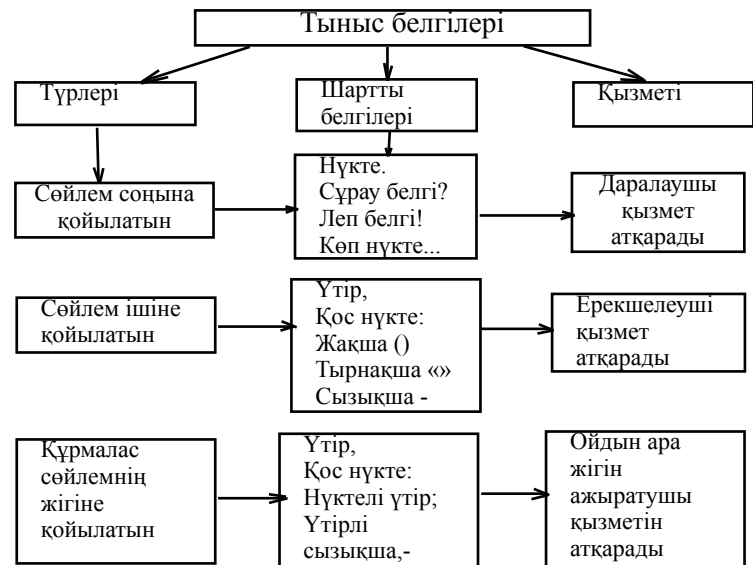 Тыныс белгілері
Түрлері
Шартты
белгілері
Қызметі
Сөйлем соңына
қойылатын
Нүкте.
Сұрау белгі?
Леп белгі!
Көп нүкте...
Даралаушы
қызмет
атқарады
Сөйлем ішіне
қойылатын
Үтір,
Қос нүкте:
Жақша ()
Тырнақша «»
Сызықша -
Ерекшелеуші
қызмет
атқарады
Құрмалас
сөйлемнің
жігіне
қойылатын
Үтір,
Қос нүкте:
Нүктелі үтір;
Үтірлі
сызықша,-
Ойдын ара
жігін
ажыратушы
қызметін
атқарады